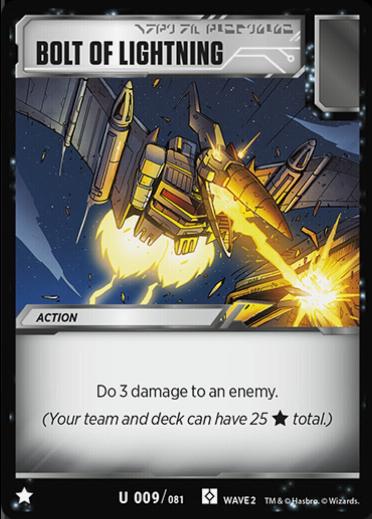 BOLT OF LIGHTNING
ACTION
Do 3 damage to an enemy.
(Your team and deck can have 25 ★ total.)
U 009/081 WAVE 2 TM & © Hasbro. © Wizards.